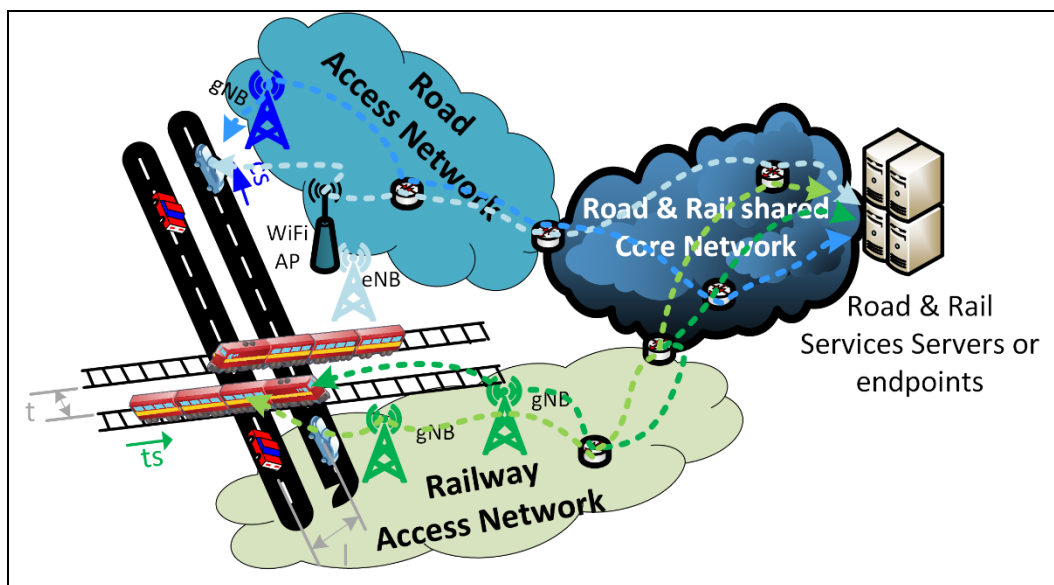 Road
Access Network
gNB
cs
WiFi
AP
eNB
Road & Rail shared
Core Network
Road & Rail
Services Servers or
endpoints
t
ts
gNB
gNB
Railway
Access Network
l